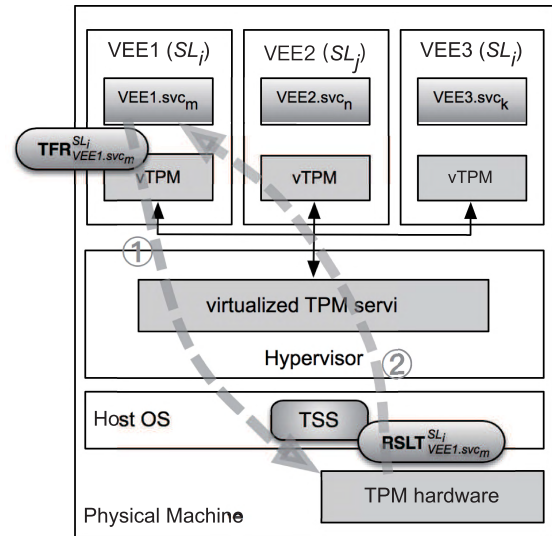 VEE1 (SLi)
VEE2 (SLj)
VEE3 (SLi)
VEE1.svcm
VEE2.svcn
VEE3.svck
TFR SLi VEE1.svcm
vTPM
vTPM
vTPM
①
virtualized TPM servi
Hypervisor
②
Host OS
TSS
RSLT SLi VEE1.svcm
TPM hardware
Physical Machine